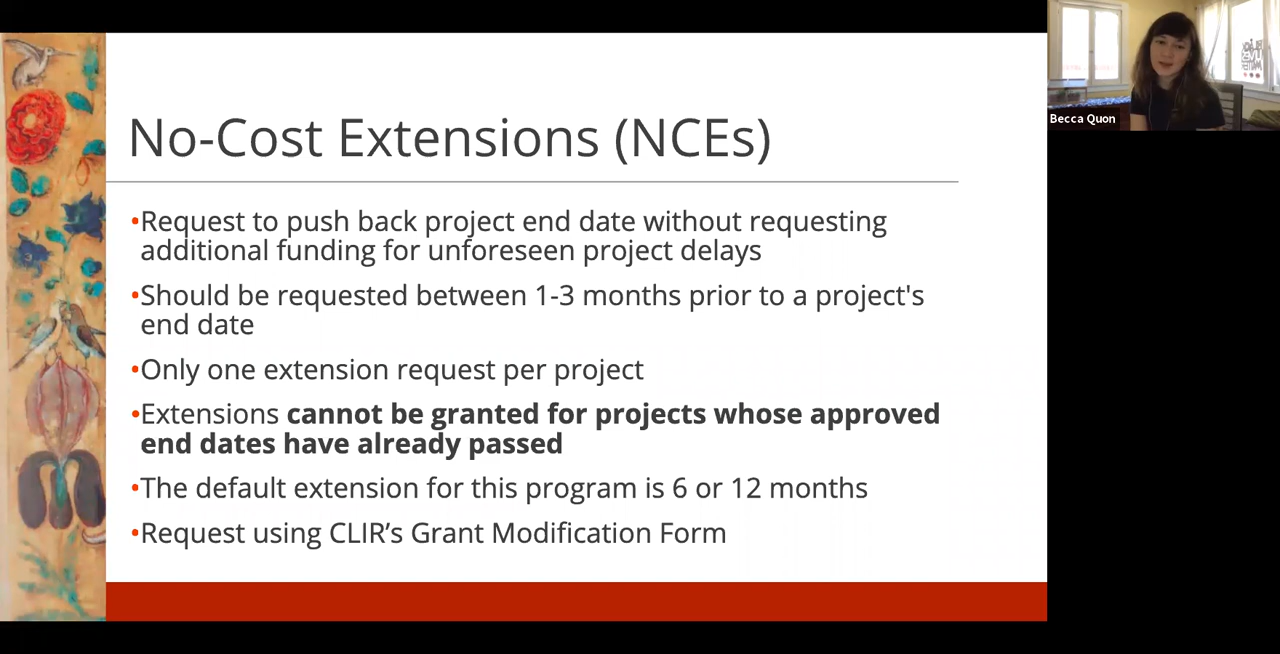 No-Cost Extensions (NCEs)
•Request to push back project end date without requesting
additional funding for unforeseen project delays
•Should be requested between 1-3 months prior to a project's
end date
•Only one extension request per project
•Extensions cannot be granted for projects whose approved
end dates have already passed
•The default extension for this program is 6 or 12 months
•Request using CLIR’s Grant Modification Form
Becca Quon